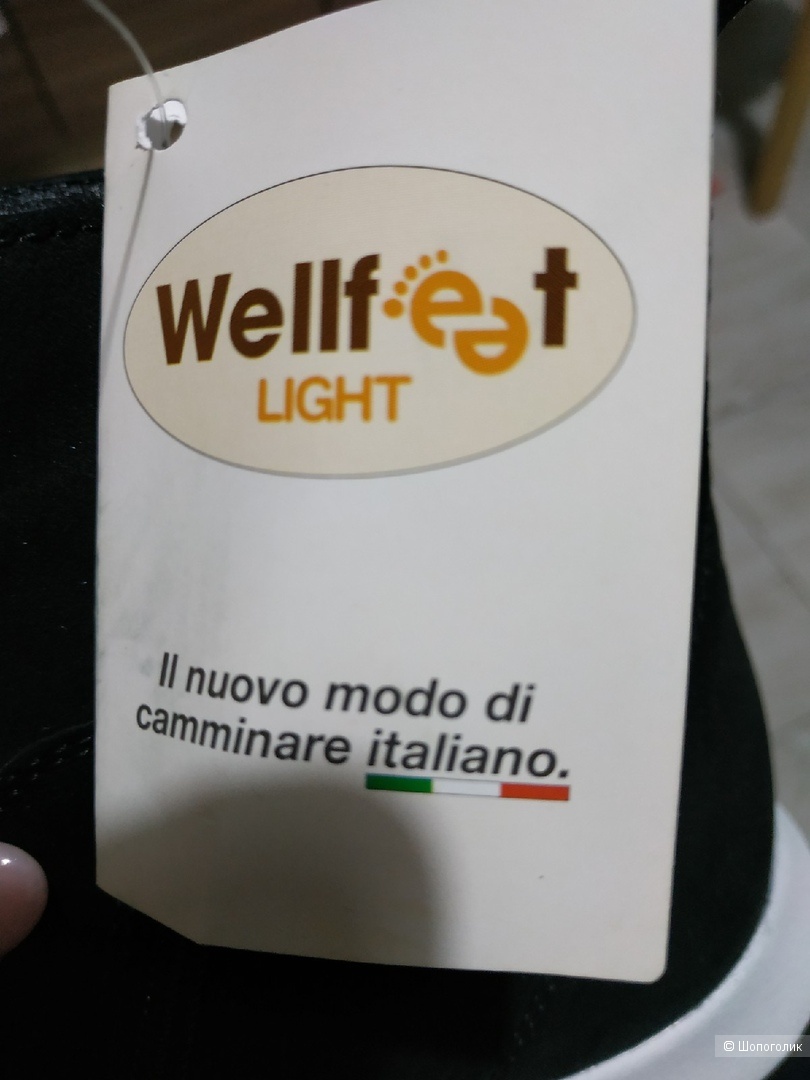 Wellfeet
LIGHT
Il nuovo modo di
camminare italiano.
© Шопоголик